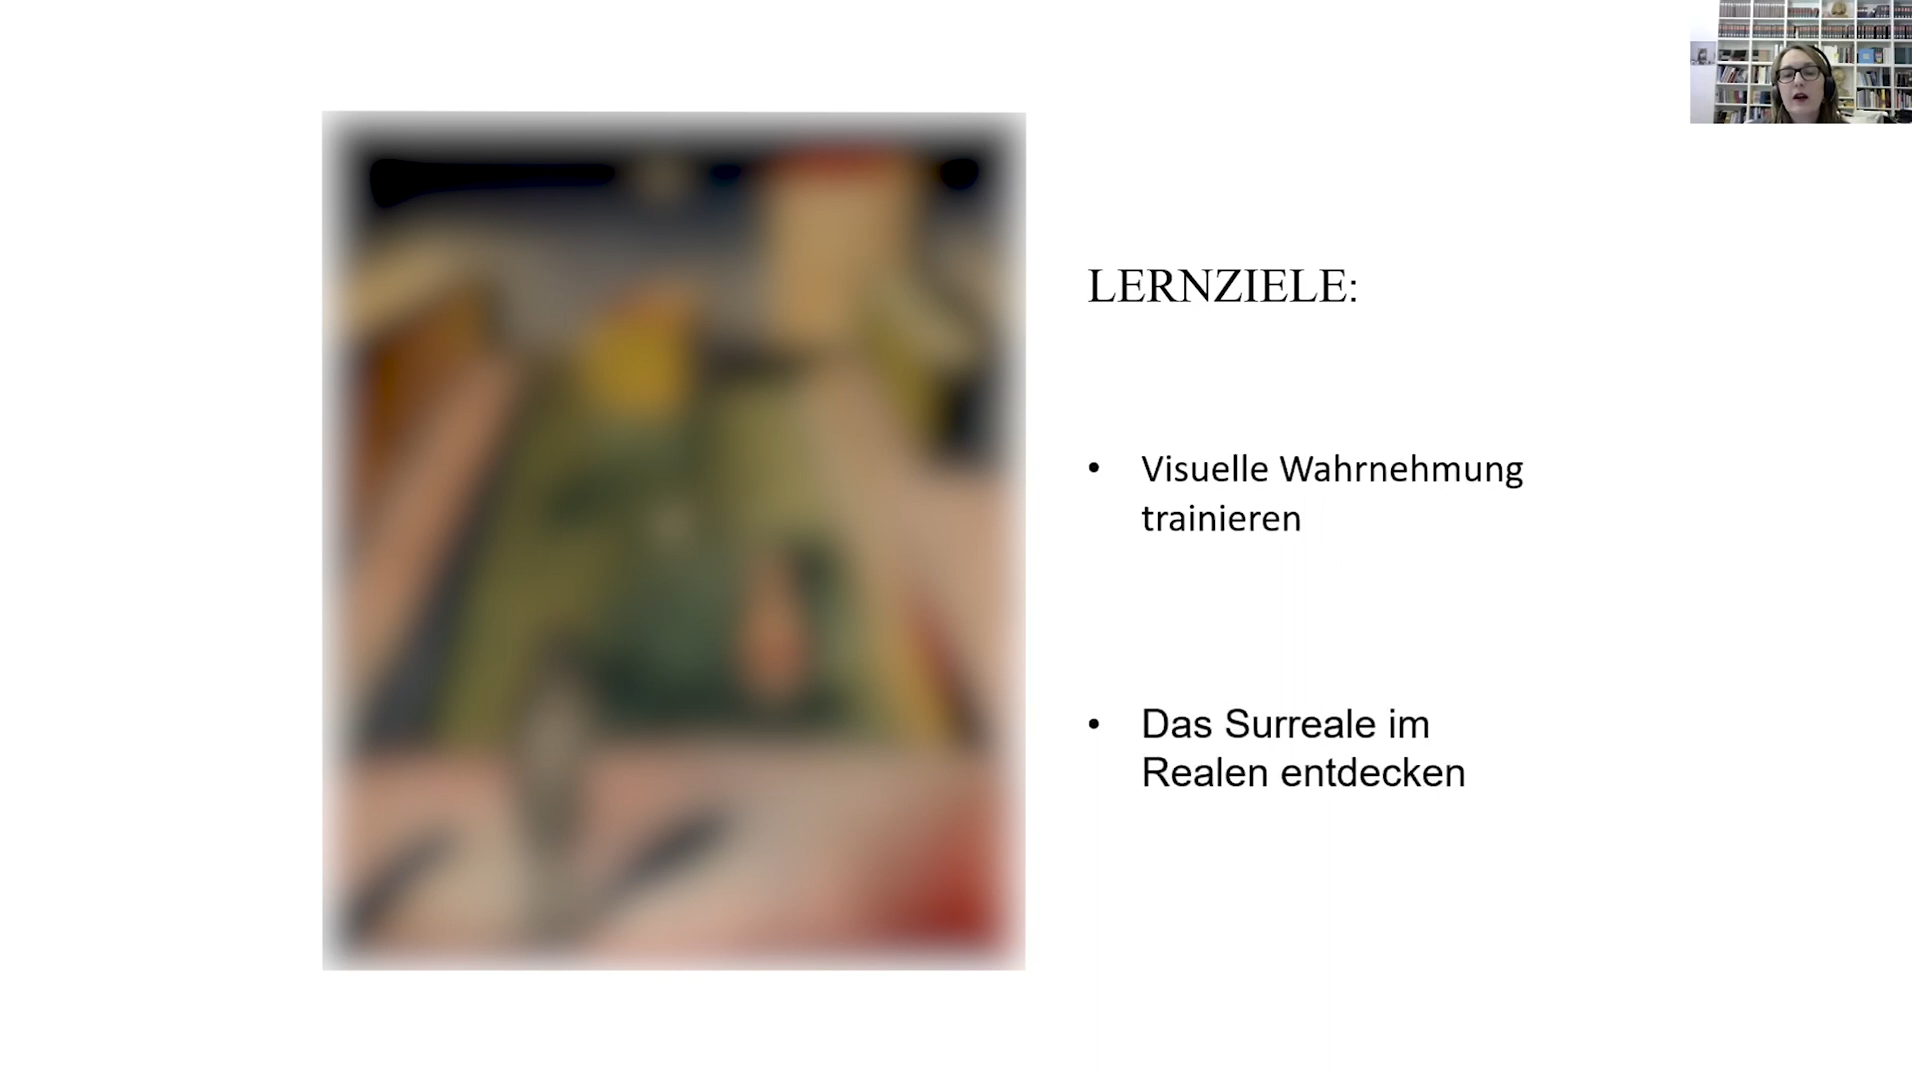 LERNZIELE:
• Visuelle Wahrnehmung
trainieren
• Das Surreale im
Realen entdecken